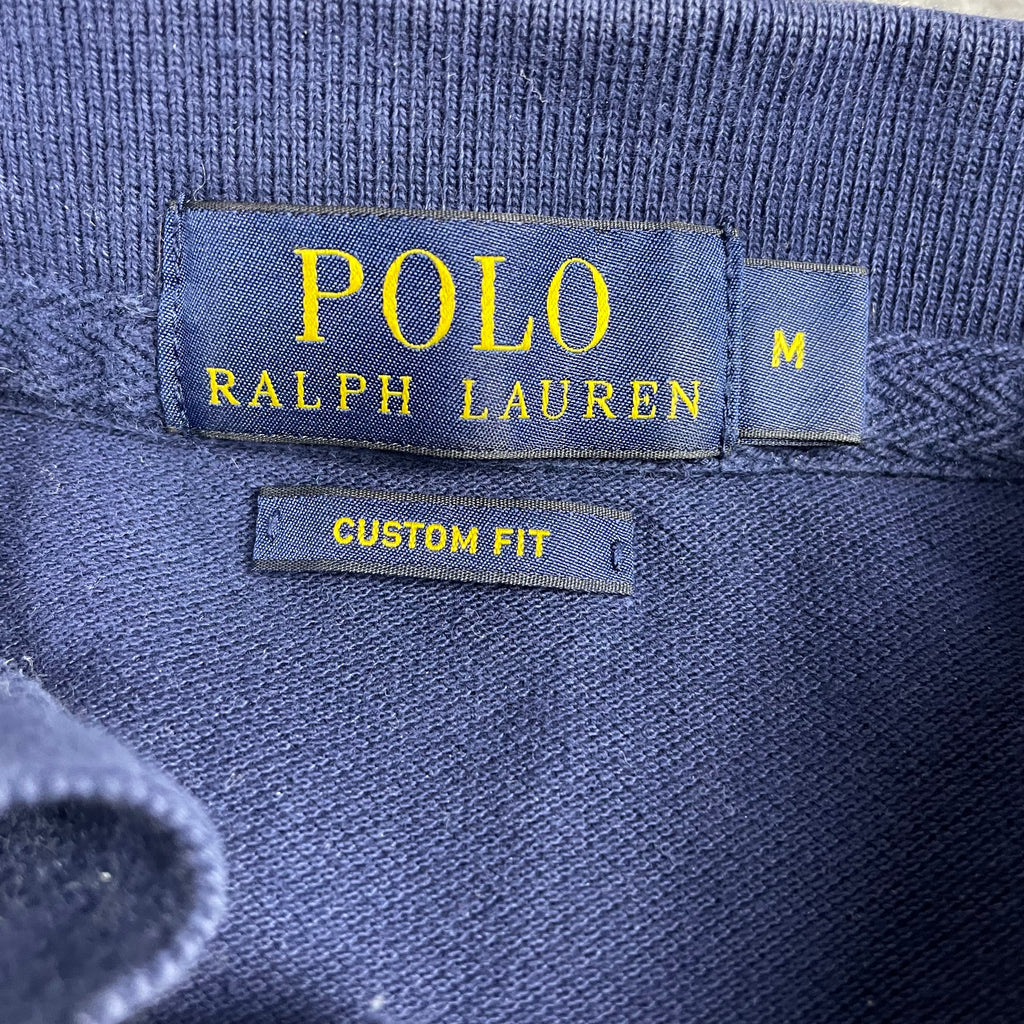 POLO
RALPH LAUREN
M
CUSTOM FIT